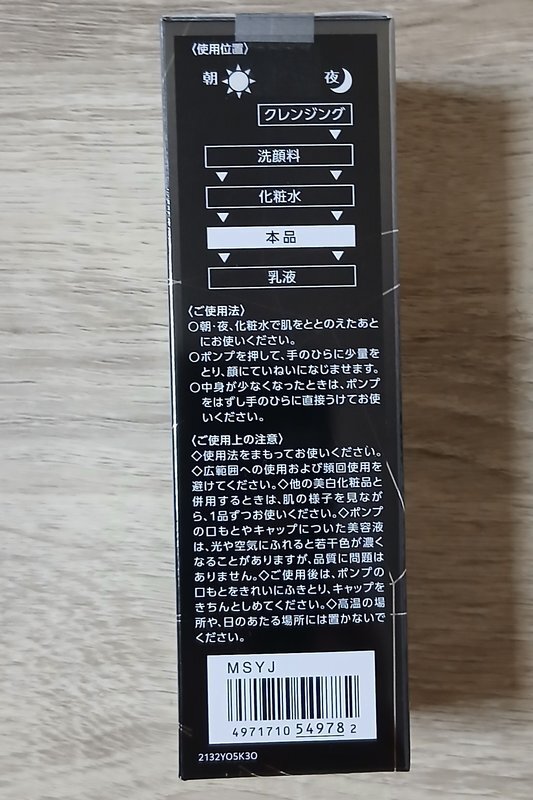 〈使用位置〉
朝 夜
クレンジング
洗顔料
化粧水
本品
乳液
〈ご使用法〉
○朝・夜、化粧水で肌をととのえたあと
にお使いください。
○ポンプを押して、手のひらに少量を
とり、顔にていねいになじませます。
○中身が少なくなったときは、ポンプ
をはずし手のひらに直接うけてお使
いください。
〈ご使用上の注意〉
◇使用法をまもってお使いください。
◇広範囲への使用および頻回使用を
避けてください。◇他の美白化粧品と
併用するときは、肌の様子を見なが
ら、1品ずつお使いください。◇ポンプ
の口もとやキャップについた美容液
は、光や空気にふれると若干色が濃く
なることがありますが、品質に問題は
ありません。◇ご使用後は、ポンプの
口もとをきれいにふきとり、キャップを
きちんとしめてください。◇高温の場
所や、日のあたる場所には置かないで
ください。
MSYJ
4971710 54978 2
2132YO5K3O